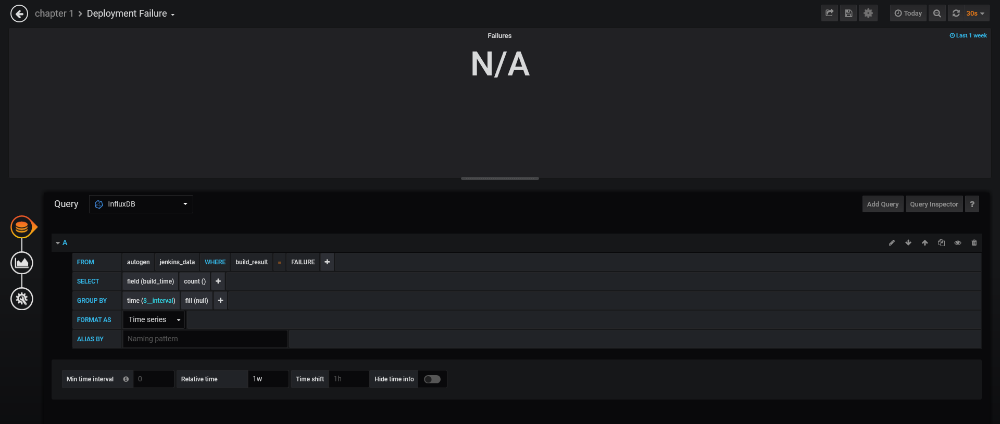 chapter 1 > Deployment Failure
Today
30s
Failures
Last 1 week
N/A
Query
InfluxDB
Add Query
Query Inspector
?
A
FROM autogen jenkins_data WHERE build_result = FAILURE +
SELECT field (build_time) count () +
GROUP BY time ($__interval) fill (null) +
FORMAT AS Time series
ALIAS BY Naming pattern
Min time interval 0 Relative time 1w Time shift 1h Hide time info